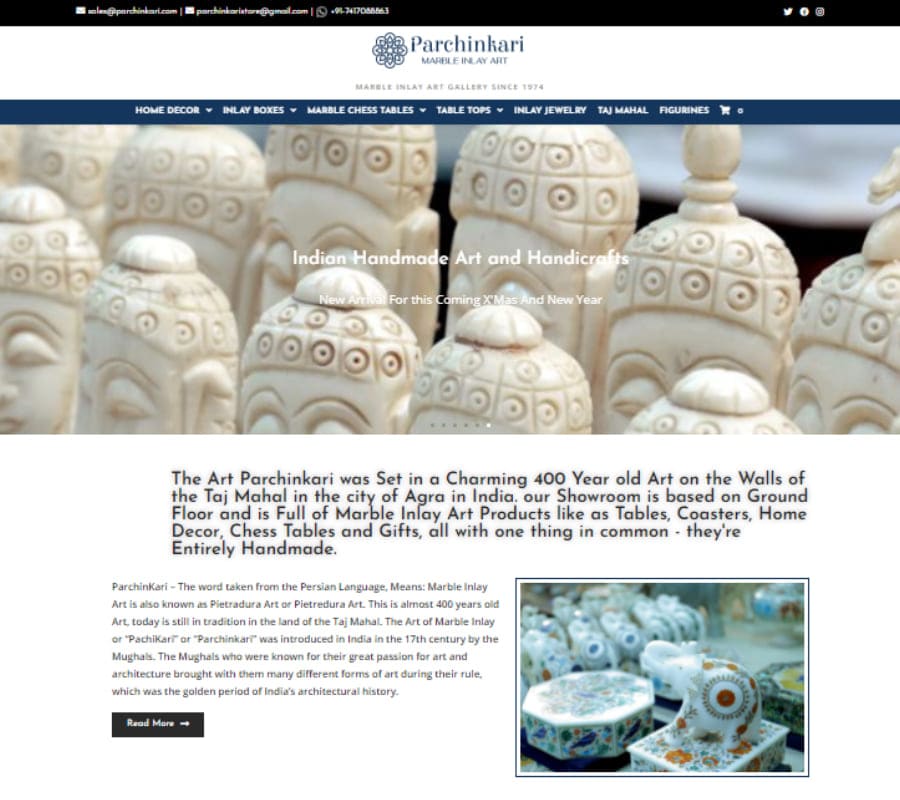 sales@parchinkari.com | parchinkaristore@gmail.com | +91-7417088863
Parchinkari
MARBLE INLAY ART
MARBLE INLAY ART GALLERY SINCE 1974
HOME DECOR INLAY BOXES MARBLE CHESS TABLES TABLE TOPS INLAY JEWELRY TAJ MAHAL FIGURINES 0
Indian Handmade Art and Handicrafts
New Arrival For this Coming X'Mas And New Year
The Art Parchinkari was Set in a Charming 400 Year old Art on the Walls of
the Taj Mahal in the city of Agra in India. our Showroom is based on Ground
Floor and is Full of Marble Inlay Art Products like as Tables, Coasters, Home
Decor, Chess Tables and Gifts, all with one thing in common - they're
Entirely Handmade.
ParchinKari – The word taken from the Persian Language, Means: Marble Inlay
Art is also known as Pietradura Art or Pietredura Art. This is almost 400 years old
Art, today is still in tradition in the land of the Taj Mahal. The Art of Marble Inlay
or "PachiKari" or "Parchinkari" was introduced in India in the 17th century by the
Mughals. The Mughals who were known for their great passion for art and
architecture brought with them many different forms of art during their rule,
which was the golden period of India's architectural history.
Read More